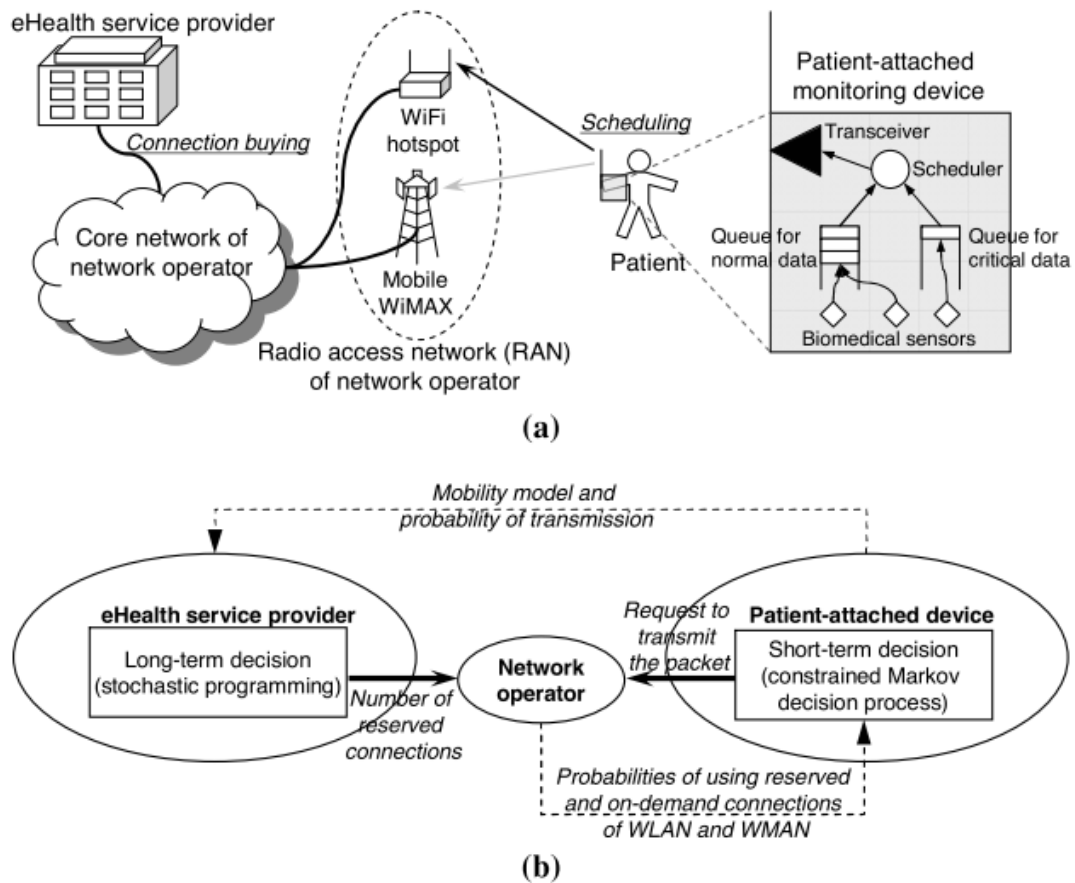 eHealth service provider
Connection buying
Core network of
network operator
WiFi
hotspot
Mobile
WiMAX
Radio access network (RAN)
of network operator
Scheduling
Patient
Patient-attached
monitoring device
Transceiver
Scheduler
Queue for
normal data
Queue for
critical data
Biomedical sensors
(a)
Mobility model and
probability of transmission
eHealth service provider
Long-term decision
(stochastic programming)
Number of
reserved
connections
Network
operator
Request to
transmit
the packet
Patient-attached device
Short-term decision
(constrained Markov
decision process)
Probabilities of using reserved
and on-demand connections
of WLAN and WMAN
(b)